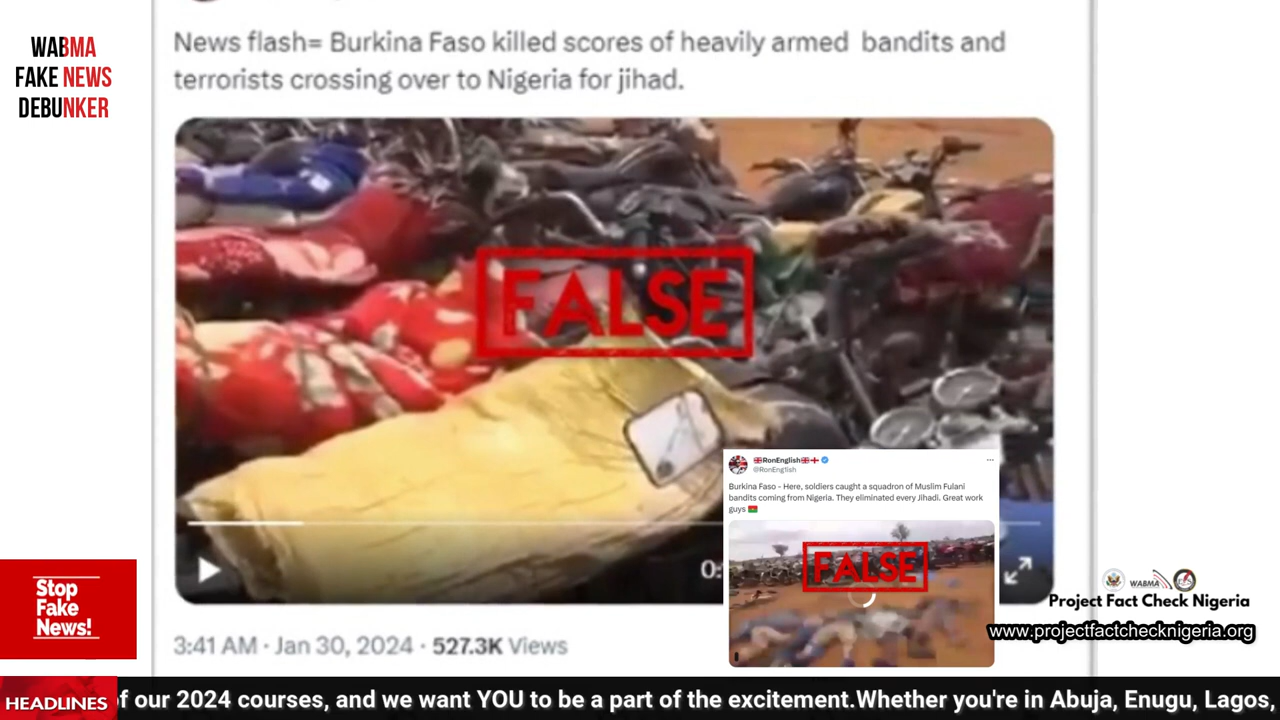 WABMA
FAKE NEWS
DEBUNKER
News flash= Burkina Faso killed scores of heavily armed bandits and
terrorists crossing over to Nigeria for jihad.
FALSE
🇬🇧RonEnglish🇬🇧🏴󠁧󠁢󠁥󠁮󠁧󠁿
@RonEng1ish
Burkina Faso - Here, soldiers caught a squadron of Muslim Fulani
bandits coming from Nigeria. They eliminated every Jihadi. Great work
guys 🇧🇫
FALSE
0:
3:41 AM · Jan 30, 2024 · 527.3K Views
Stop
Fake
News!
WABMA
Project Fact Check Nigeria
www.projectfactchecknigeria.org
HEADLINES
of our 2024 courses, and we want YOU to be a part of the excitement.Whether you're in Abuja, Enugu, Lagos,